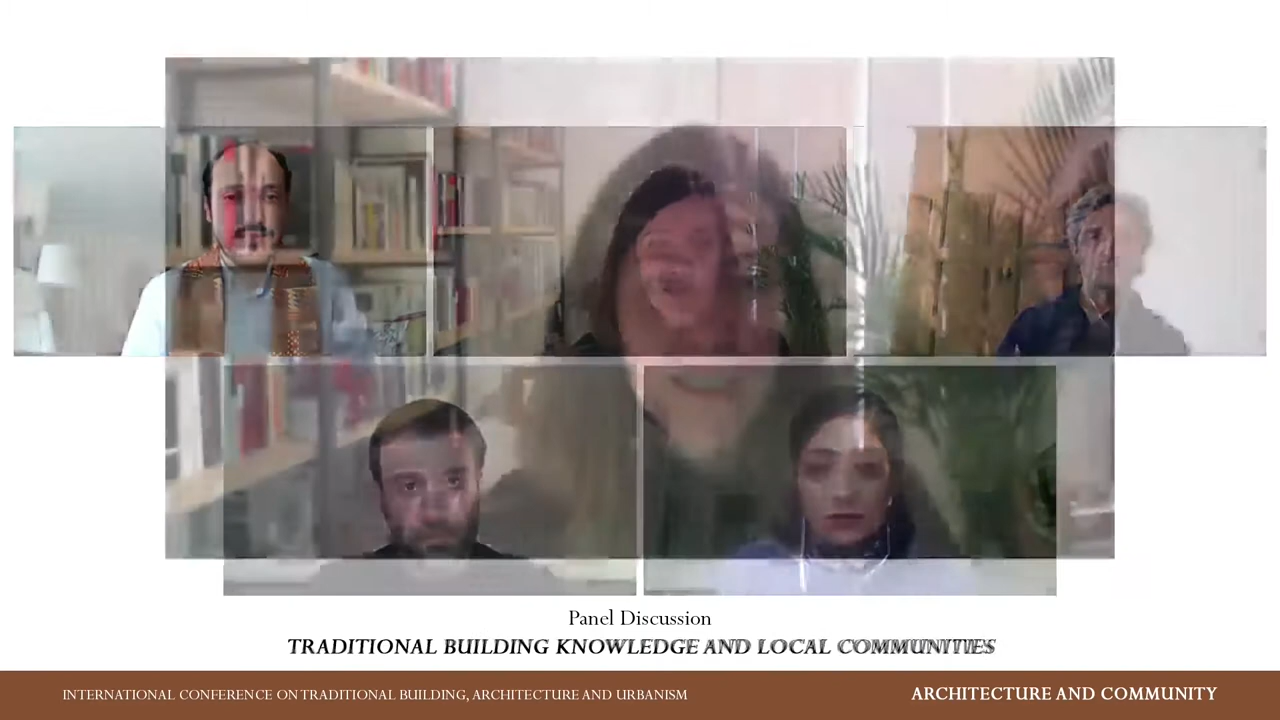 Panel Discussion
TRADITIONAL BUILDING KNOWLEDGE AND LOCAL COMMUNITIES
INTERNATIONAL CONFERENCE ON TRADITIONAL BUILDING, ARCHITECTURE AND URBANISM
ARCHITECTURE AND COMMUNITY